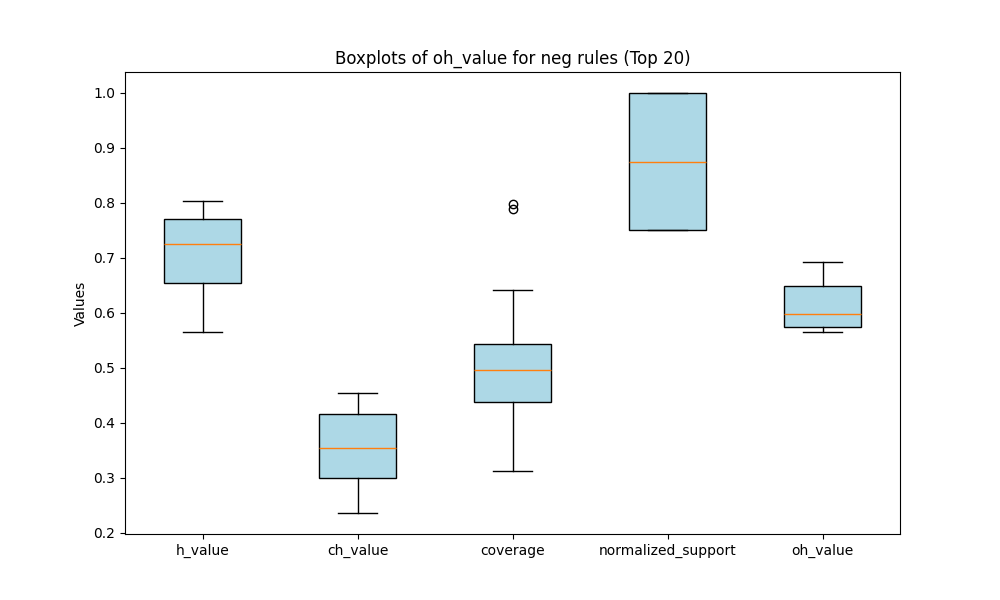 Boxplots of oh_value for neg rules (Top 20)
Values
1.0
0.9
0.8
0.7
0.6
0.5
0.4
0.3
0.2
h_value
ch_value
coverage
normalized_support
oh_value